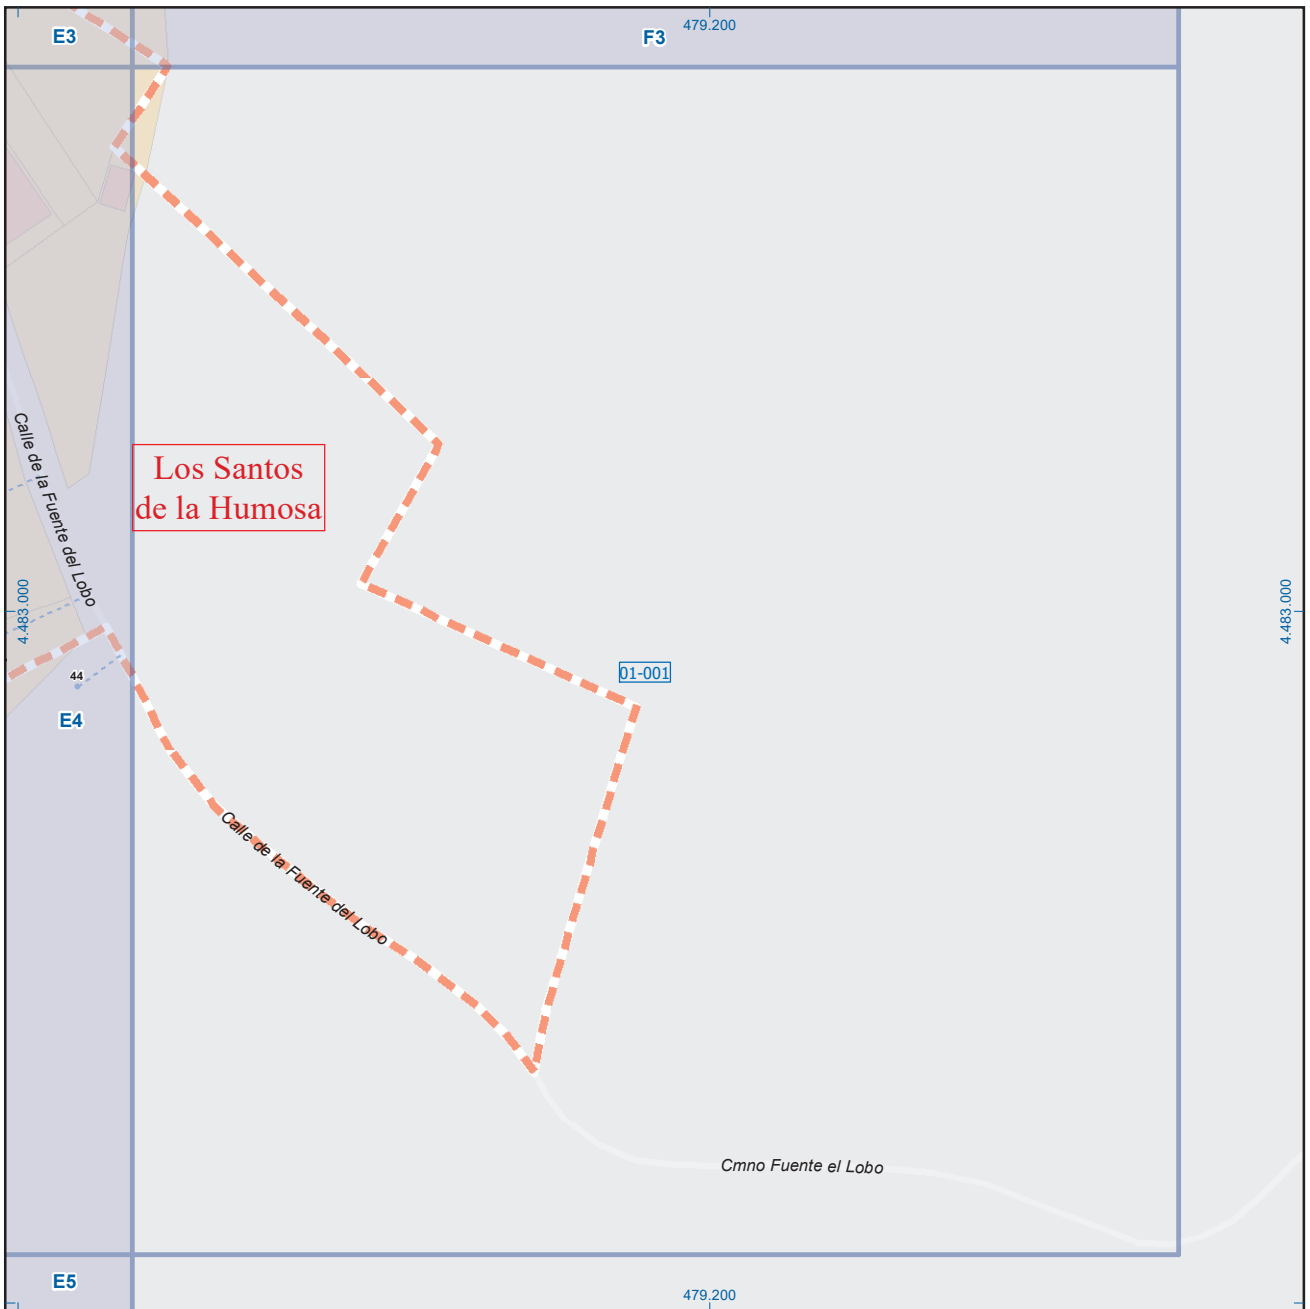 479.200
E3
F3
Calle de la Fuente del Lobo
Los Santos
de la Humosa
4.483.000
4.483.000
01-001
44
E4
Calle de la Fuente del Lobo
Cmno Fuente el Lobo
E5
479.200